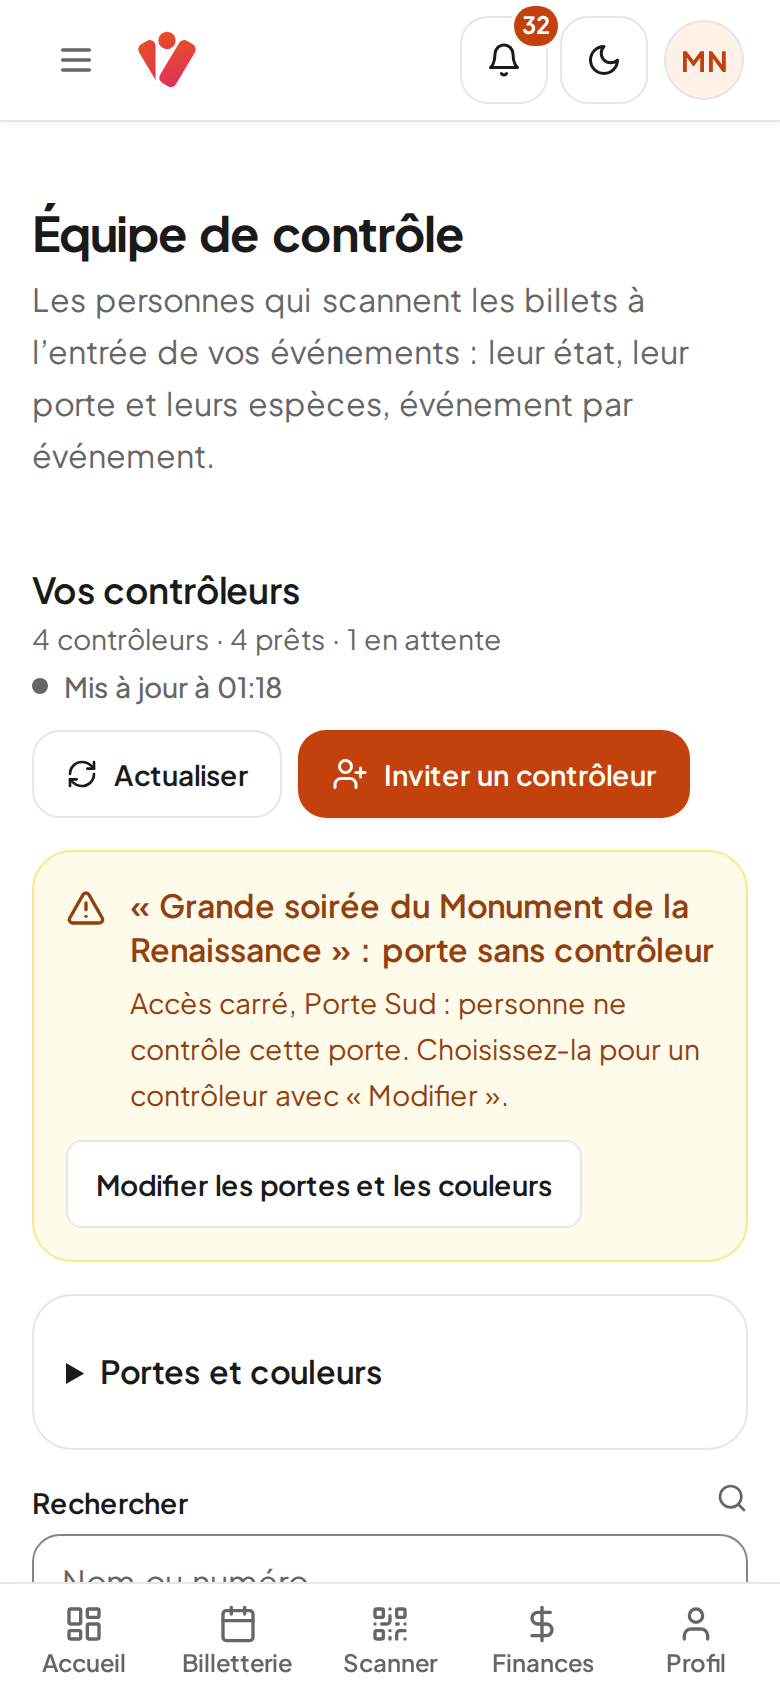 32
MN
Équipe de contrôle
Les personnes qui scannent les billets à
l’entrée de vos événements : leur état, leur
porte et leurs espèces, événement par
événement.
Vos contrôleurs
4 contrôleurs · 4 prêts · 1 en attente
Mis à jour à 01:18
Actualiser
Inviter un contrôleur
« Grande soirée du Monument de la
Renaissance » : porte sans contrôleur
Accès carré, Porte Sud : personne ne
contrôle cette porte. Choisissez-la pour un
contrôleur avec « Modifier ».
Modifier les portes et les couleurs
Portes et couleurs
Rechercher
Nom ou numéro
Accueil
Billetterie
Scanner
Finances
Profil